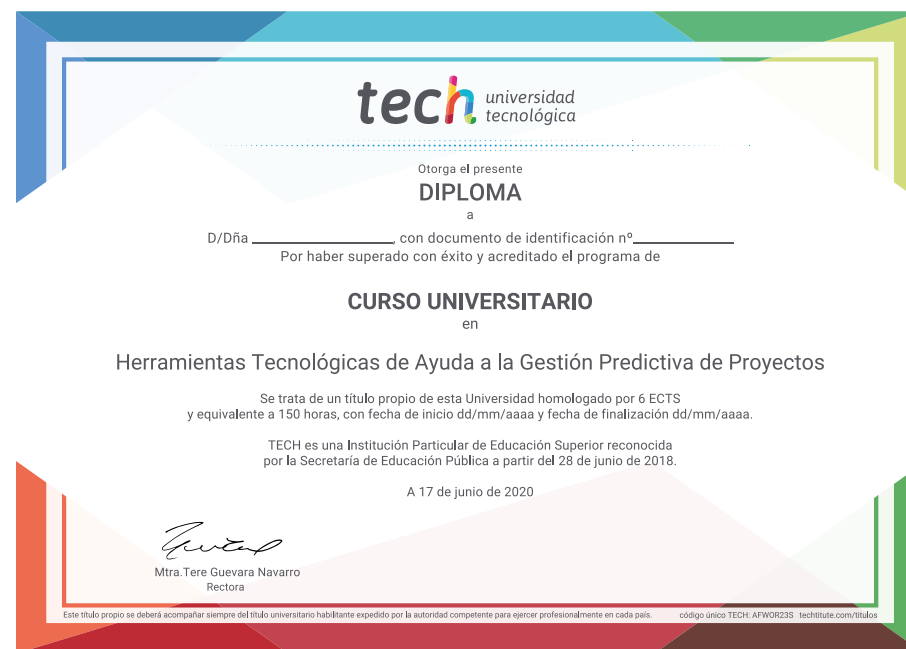 tech universidad
tecnológica
Otorga el presente
DIPLOMA
a
D/Dña ____________________, con documento de identificación nº______________
Por haber superado con éxito y acreditado el programa de
CURSO UNIVERSITARIO
en
Herramientas Tecnológicas de Ayuda a la Gestión Predictiva de Proyectos
Se trata de un título propio de esta Universidad homologado por 6 ECTS
y equivalente a 150 horas, con fecha de inicio dd/mm/aaaa y fecha de finalización dd/mm/aaaa.
TECH es una Institución Particular de Educación Superior reconocida
por la Secretaría de Educación Pública a partir del 28 de junio de 2018.
A 17 de junio de 2020
Mtra.Tere Guevara Navarro
Rectora
Este título propio se deberá acompañar siempre del título universitario habilitante expedido por la autoridad competente para ejercer profesionalmente en cada país. código único TECH: AFWOR23S techtitute.com/titulos